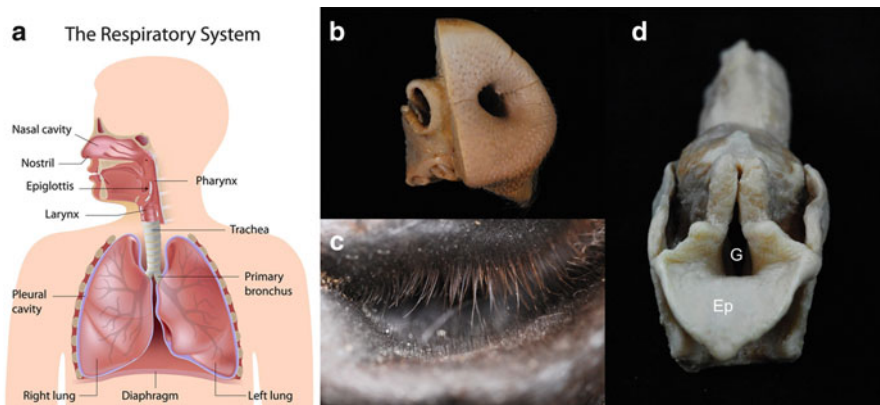 a
The Respiratory System
Nasal cavity
Nostril
Epiglottis
Larynx
Pharynx
Trachea
Primary
bronchus
Pleural
cavity
Right lung
Diaphragm
Left lung
b
c
d
G
Ep